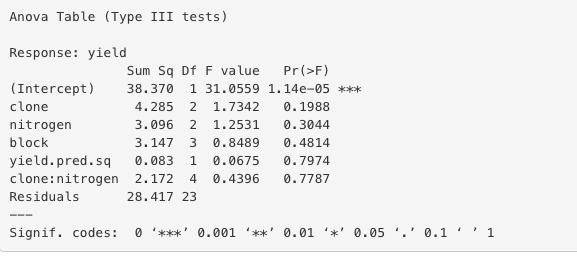 Anova Table (Type III tests)

Response: yield
               Sum Sq Df F value   Pr(>F)
(Intercept)    38.370  1 31.0559 1.14e-05 ***
clone           4.285  2  1.7342   0.1988
nitrogen        3.096  2  1.2531   0.3044
block           3.147  3  0.8489   0.4814
yield.pred.sq   0.083  1  0.0675   0.7974
clone:nitrogen  2.172  4  0.4396   0.7787
Residuals      28.417 23
---
Signif. codes:  0 ‘***’ 0.001 ‘**’ 0.01 ‘*’ 0.05 ‘.’ 0.1 ‘ ’ 1